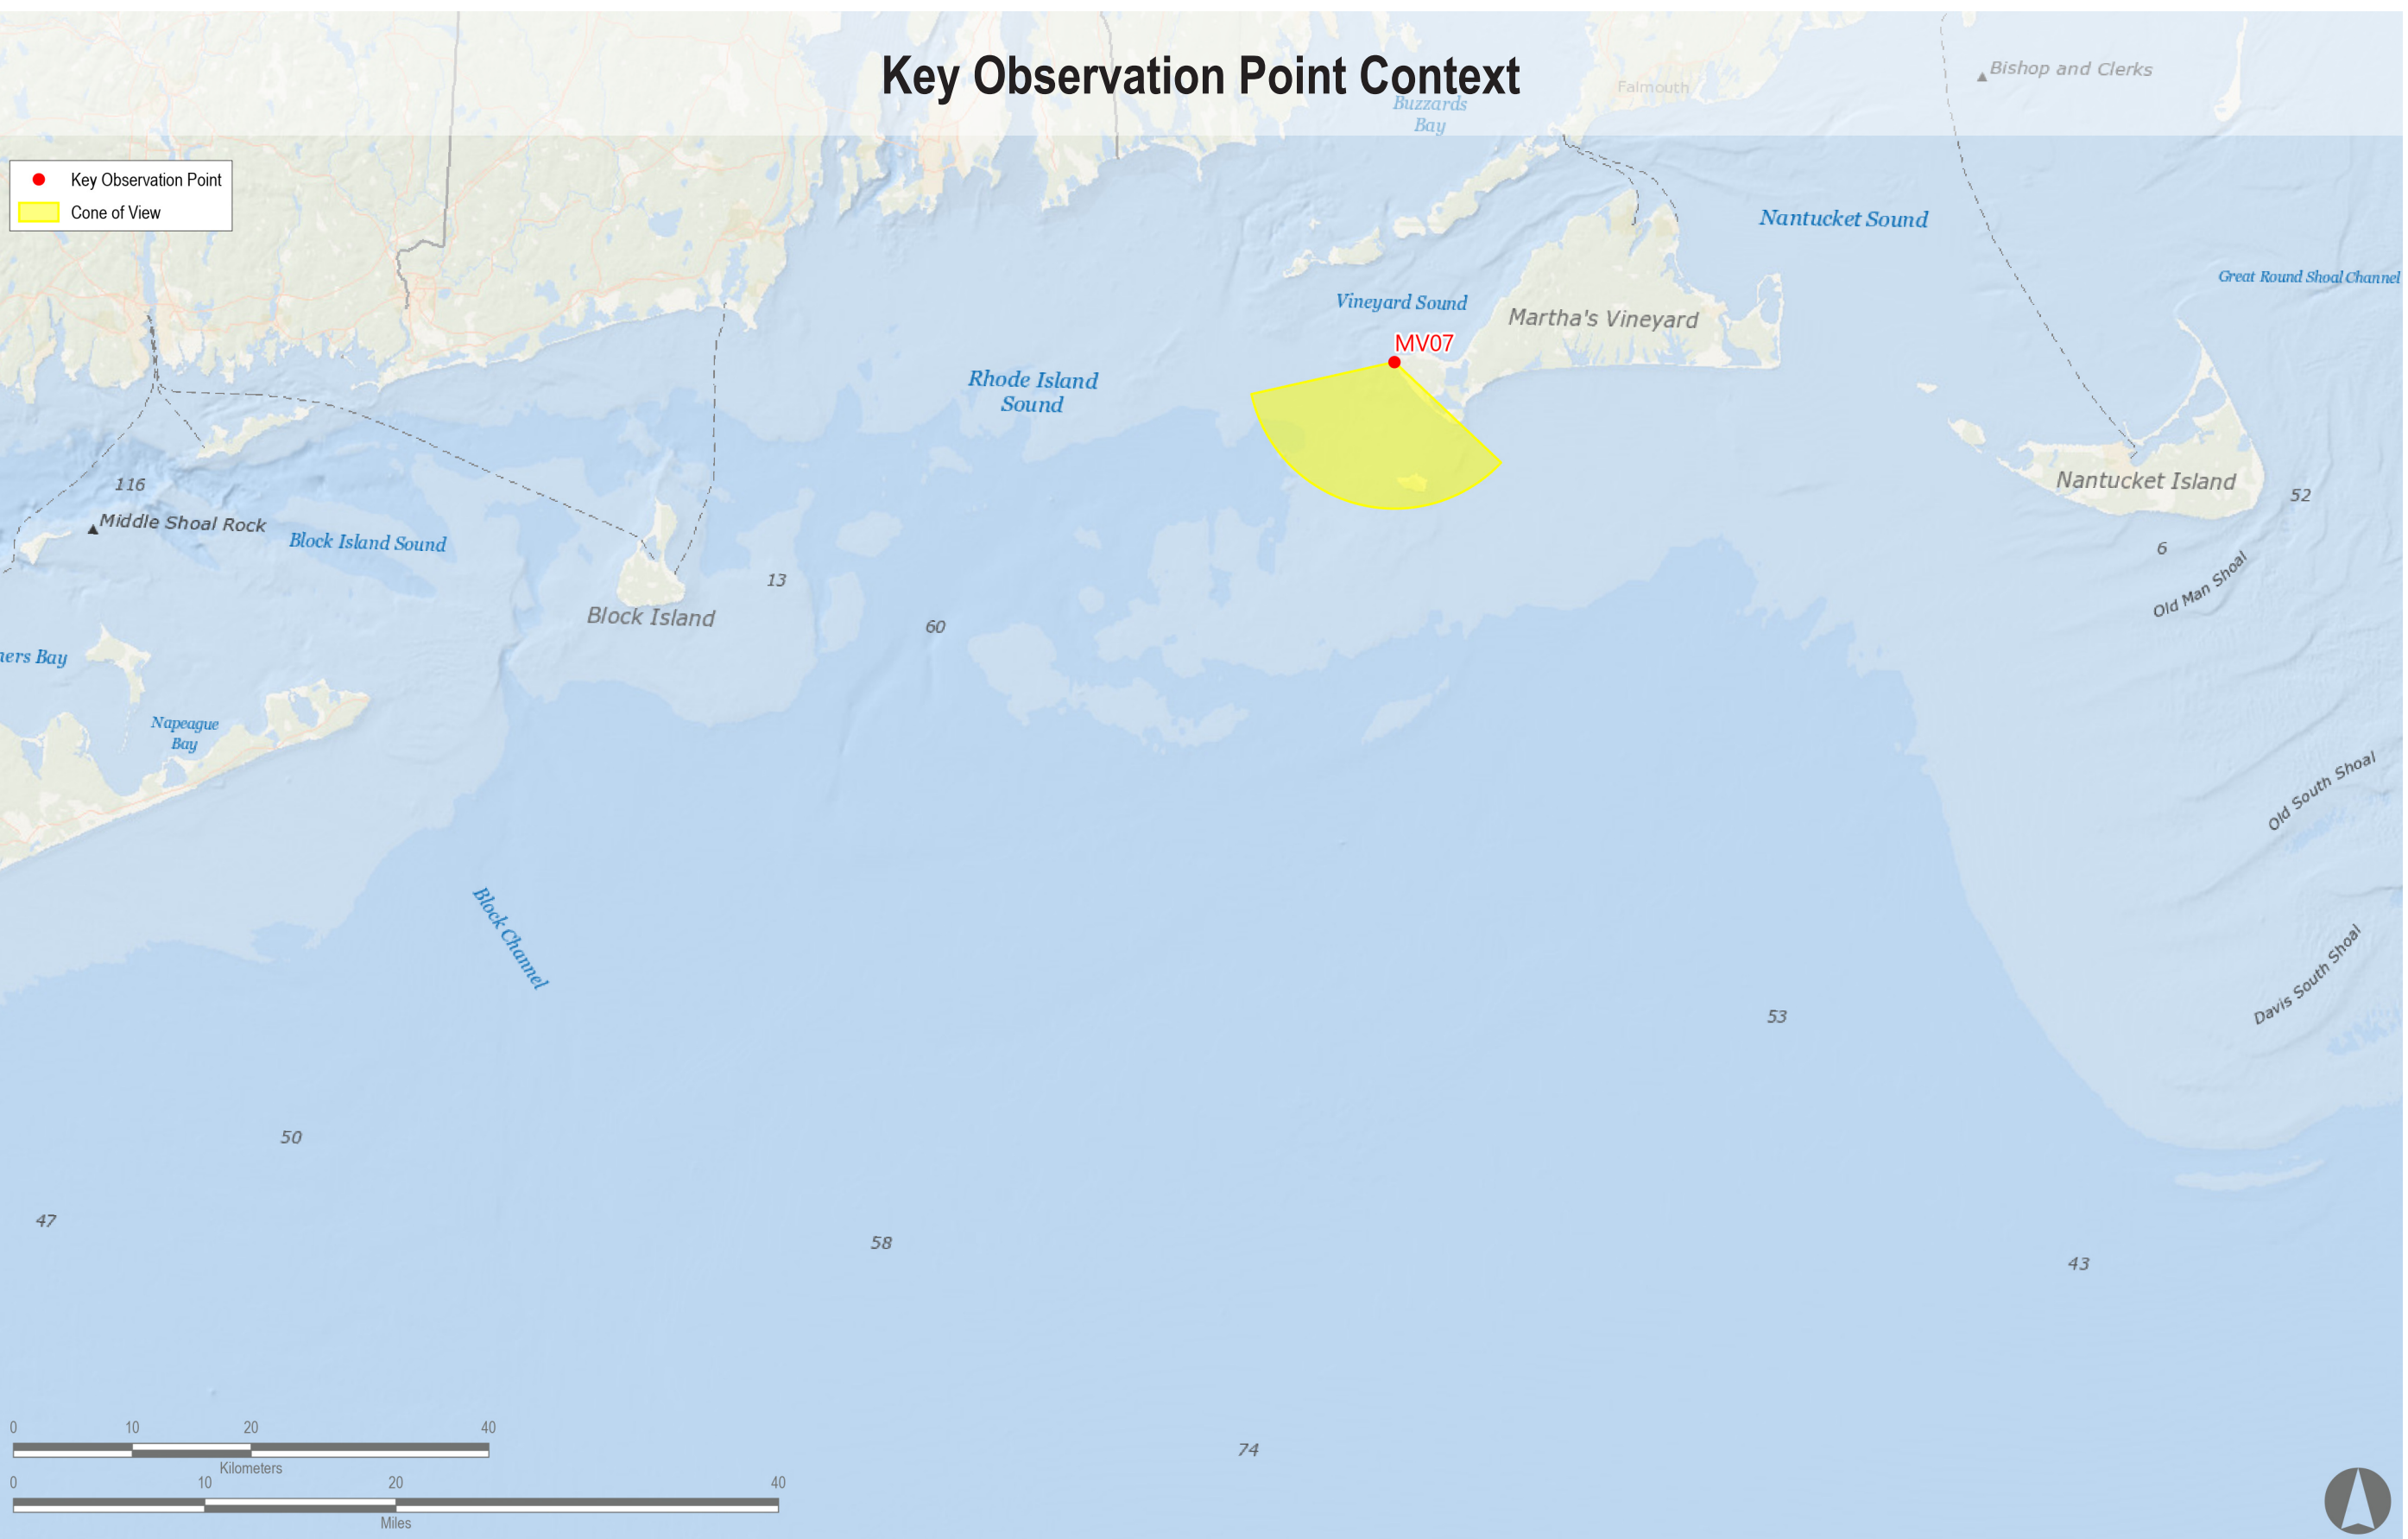 Key Observation Point Context
Bishop and Clerks
Falmouth
Buzzards
Bay
Key Observation Point
Cone of View
Nantucket Sound
Great Round Shoal Channel
Vineyard Sound
Martha's Vineyard
MV07
Rhode Island
Sound
Nantucket Island
52
116
Middle Shoal Rock
Block Island Sound
6
Old Man Shoal
13
Block Island
60
ners Bay
Napeague
Bay
Old South Shoal
Block Channel
Davis South Shoal
53
50
47
58
43
74
0 10 20 40
Kilometers
0 10 20 40
Miles